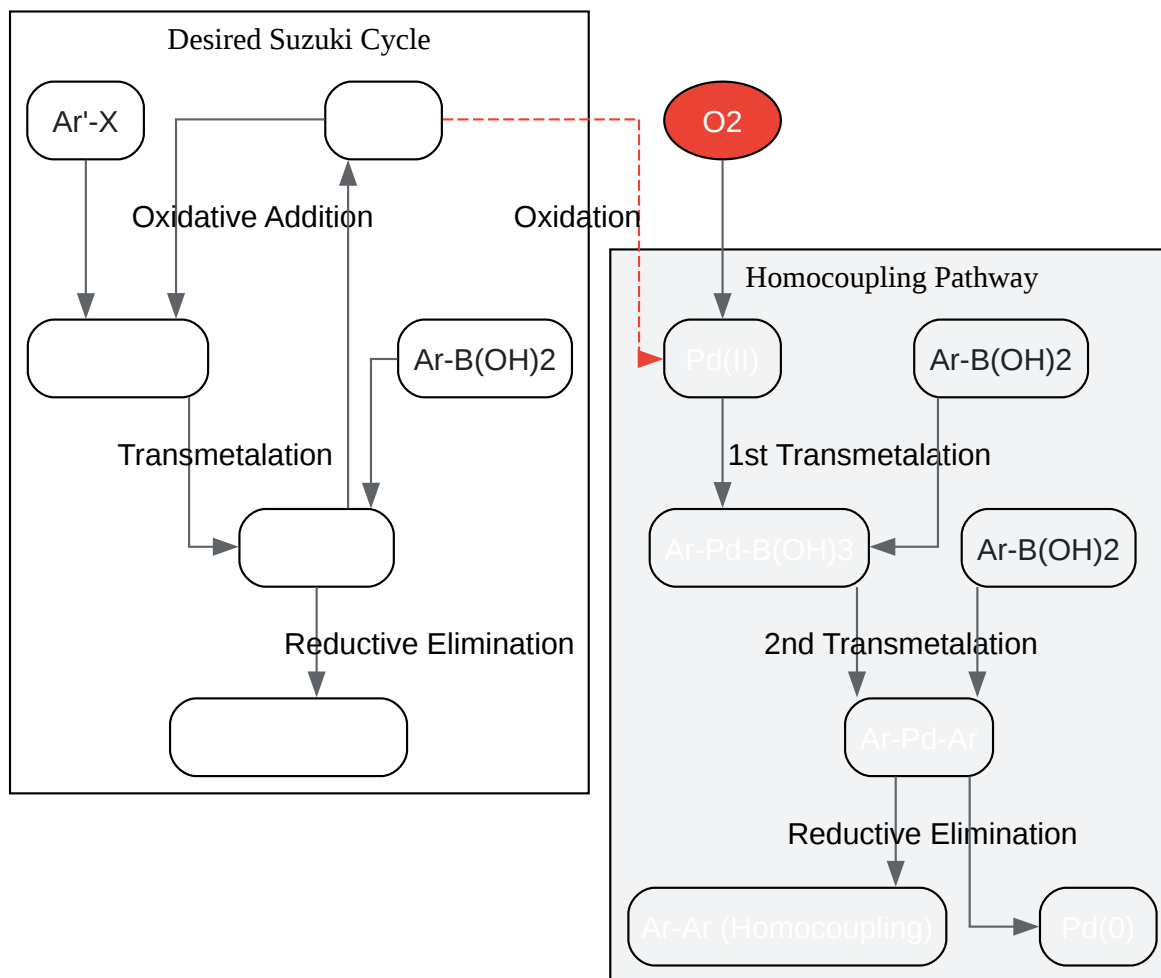 Desired Suzuki Cycle
Ar'-X
O2
Oxidative Addition
Oxidation
Homocoupling Pathway
Ar-B(OH)2
Pd(II)
Ar-B(OH)2
Transmetalation
1st Transmetalation
Ar-Pd-B(OH)3
Ar-B(OH)2
Reductive Elimination
2nd Transmetalation
Ar-Pd-Ar
Reductive Elimination
Ar-Ar (Homocoupling)
Pd(0)